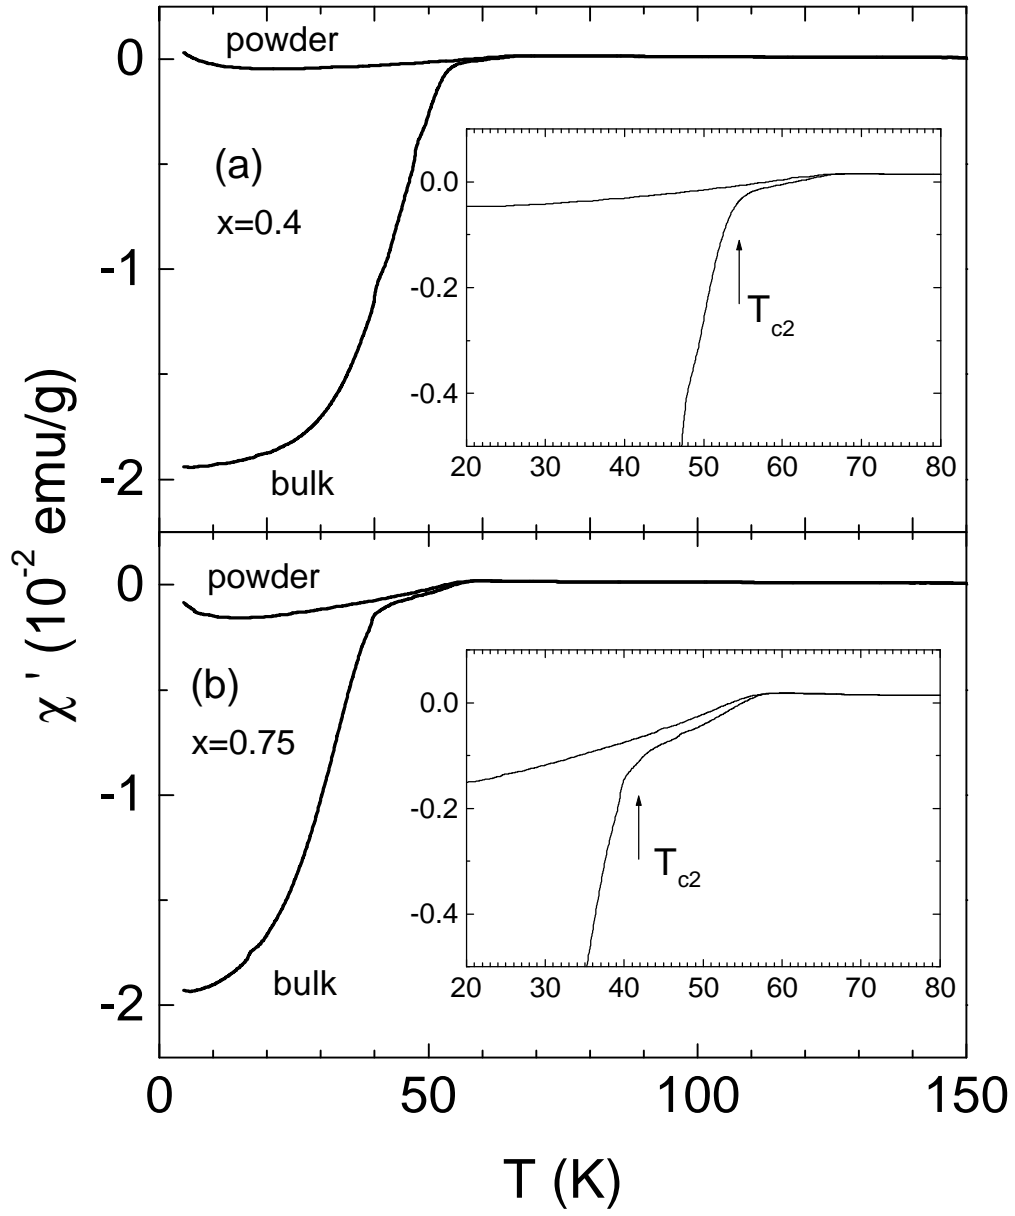 powder
0
(a)
x=0.4
-1
-2
bulk
0.0
-0.2
-0.4
T_c2
20 30 40 50 60 70 80
powder
0
(b)
x=0.75
-1
-2
bulk
0.0
-0.2
-0.4
T_c2
20 30 40 50 60 70 80
0 50 100 150
T (K)
χ ' (10⁻² emu/g)